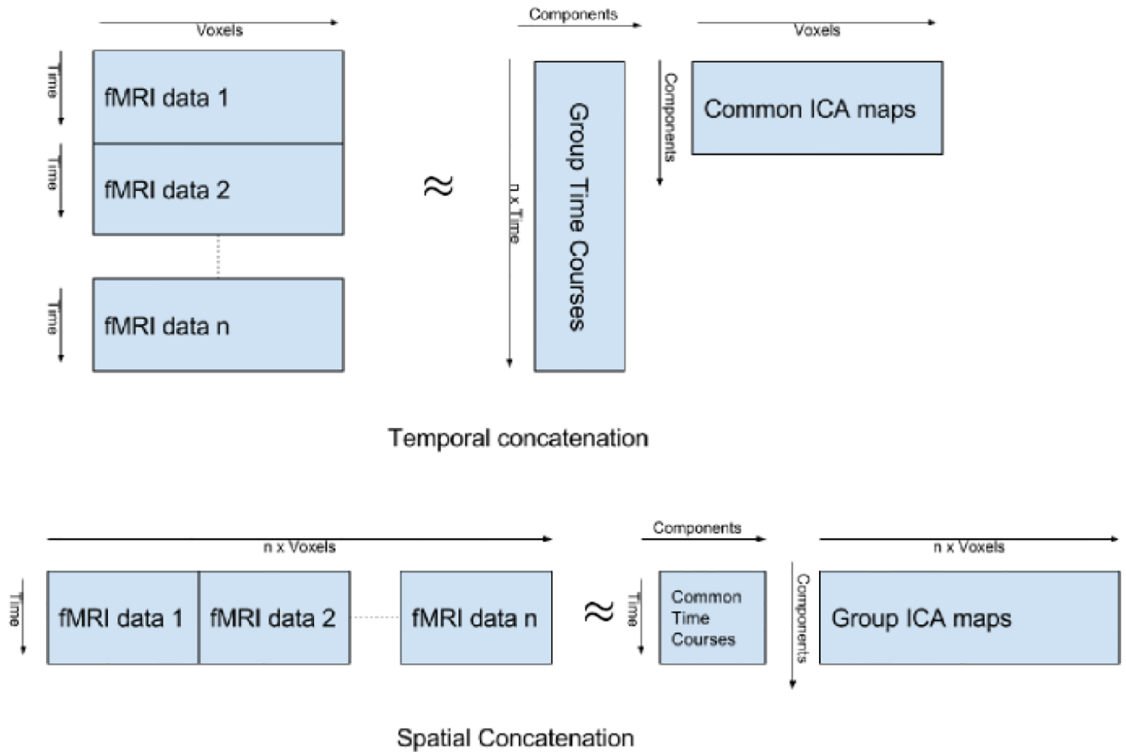 Voxels
Time
fMRI data 1
Time
fMRI data 2
Time
fMRI data n
≈
Components
n x Time
Group Time Courses
Voxels
Components
Common ICA maps
Temporal concatenation
n x Voxels
Time
fMRI data 1
fMRI data 2
fMRI data n
≈
Components
Time
Common
Time
Courses
n x Voxels
Components
Group ICA maps
Spatial Concatenation